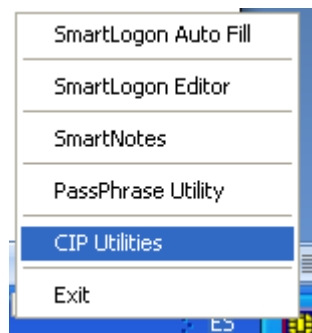 SmartLogon Auto Fill
SmartLogon Editor
SmartNotes
PassPhrase Utility
CIP Utilities
Exit
ES